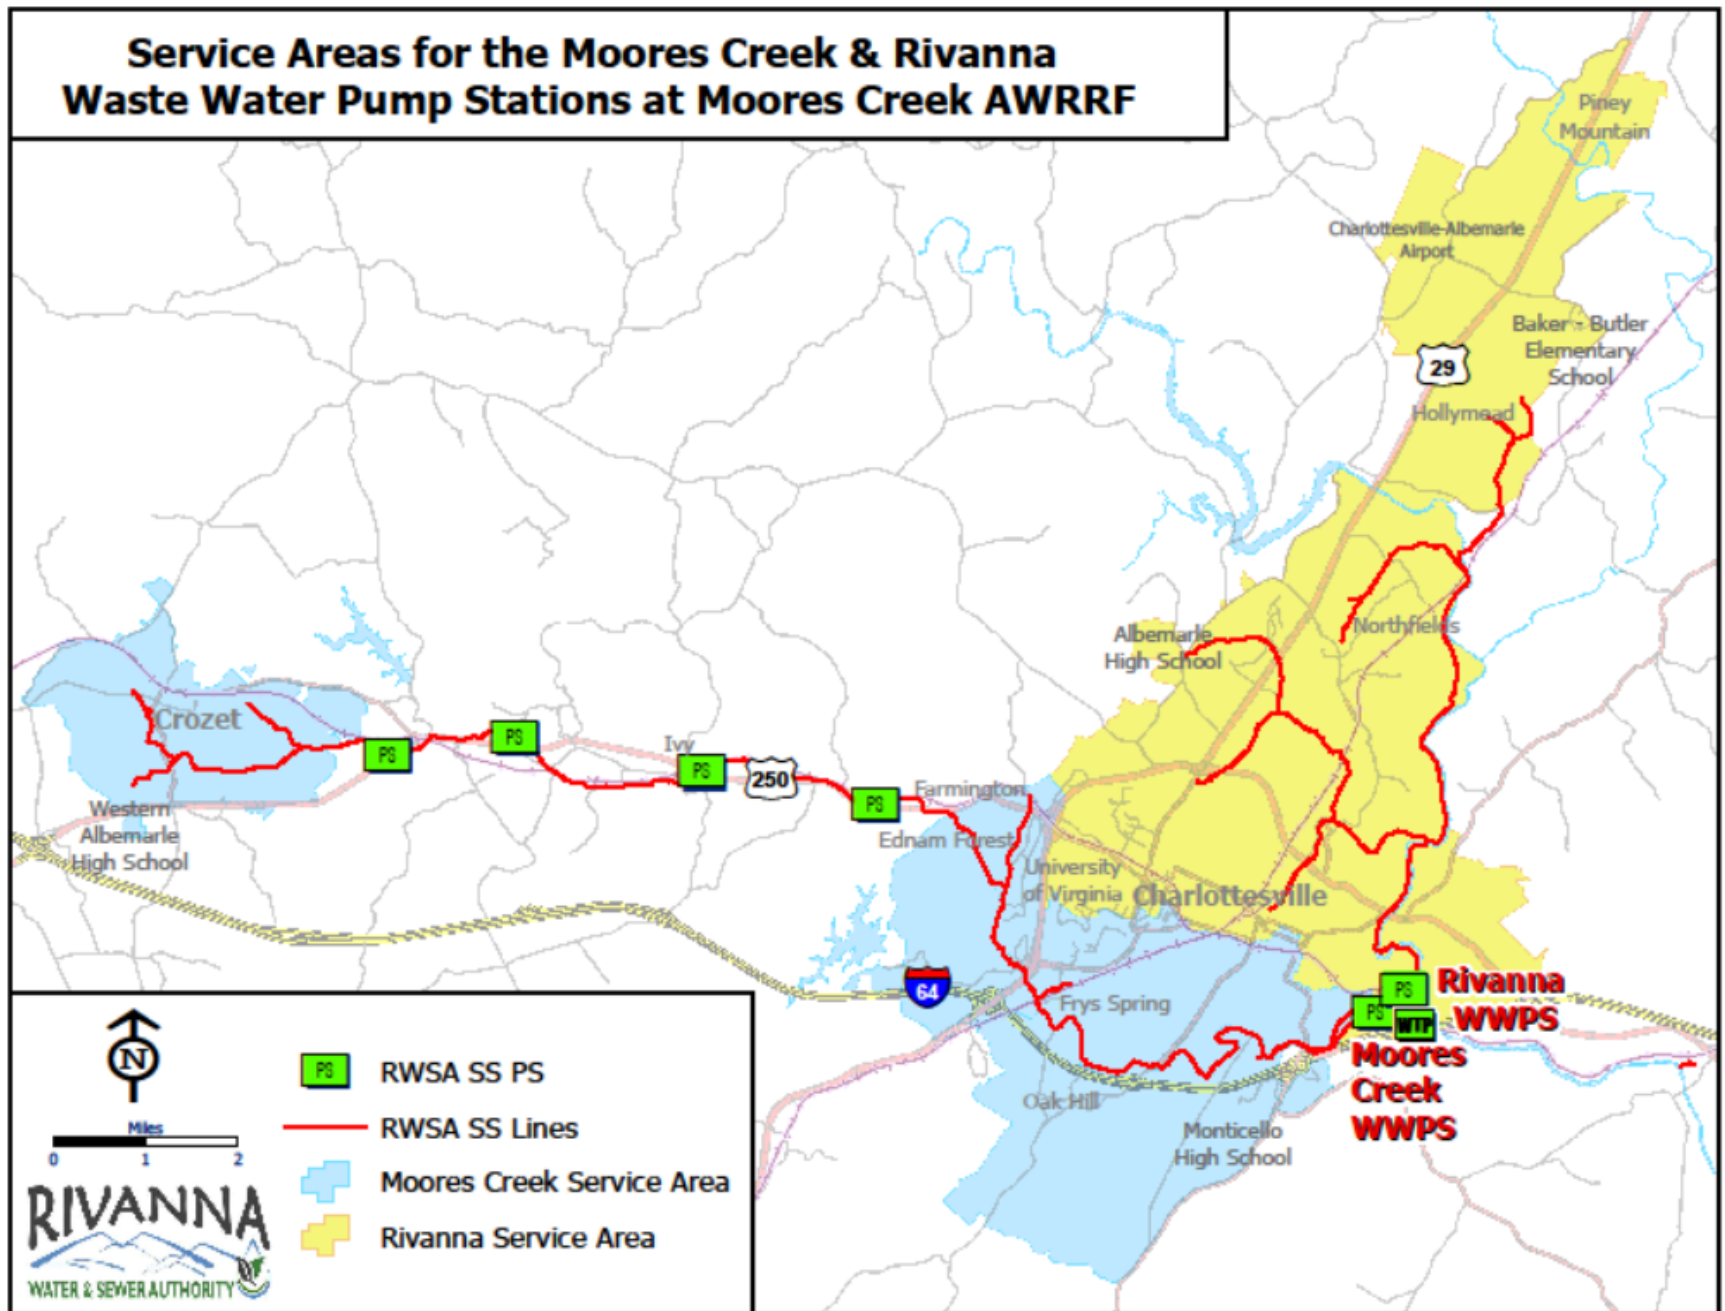 Service Areas for the Moores Creek & Rivanna
Waste Water Pump Stations at Moores Creek AWRRF
Piney
Mountain
Charlottesville-Albemarle
Airport
Baker - Butler
Elementary
School
29
Hollymead
Northfields
Albemarle
High School
Crozet
PS
PS
Ivy
PS
250
PS
Farmington
Ednam Forest
Western
Albemarle
High School
University
of Virginia
Charlottesville
64
Frys Spring
PS
Rivanna
WWPS
PS
WTP
Moores
Creek
WWPS
Oak Hill
Monticello
High School
N
Miles
0 1 2
PS RWSA SS PS
RWSA SS Lines
Moores Creek Service Area
Rivanna Service Area
RIVANNA
WATER & SEWER AUTHORITY